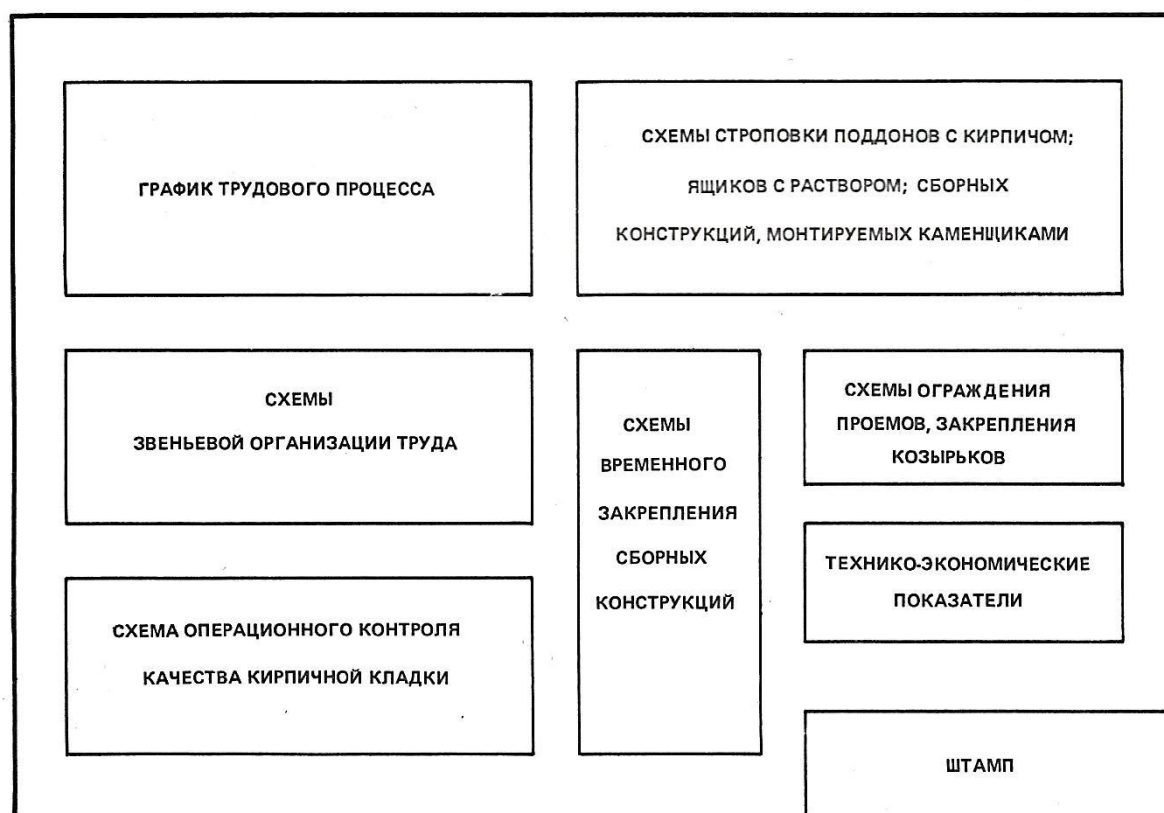 ГРАФИК ТРУДОВОГО ПРОЦЕССА
СХЕМЫ СТРОПОВКИ ПОДДОНОВ С КИРПИЧОМ;
ЯЩИКОВ С РАСТВОРОМ; СБОРНЫХ
КОНСТРУКЦИЙ, МОНТИРУЕМЫХ КАМЕНЩИКАМИ
СХЕМЫ
ЗВЕНЬЕВОЙ ОРГАНИЗАЦИИ ТРУДА
СХЕМЫ
ВРЕМЕННОГО
ЗАКРЕПЛЕНИЯ
СБОРНЫХ
КОНСТРУКЦИЙ
СХЕМЫ ОГРАЖДЕНИЯ
ПРОЕМОВ, ЗАКРЕПЛЕНИЯ
КОЗЫРЬКОВ
ТЕХНИКО-ЭКОНОМИЧЕСКИЕ
ПОКАЗАТЕЛИ
СХЕМА ОПЕРАЦИОННОГО КОНТРОЛЯ
КАЧЕСТВА КИРПИЧНОЙ КЛАДКИ
ШТАМП